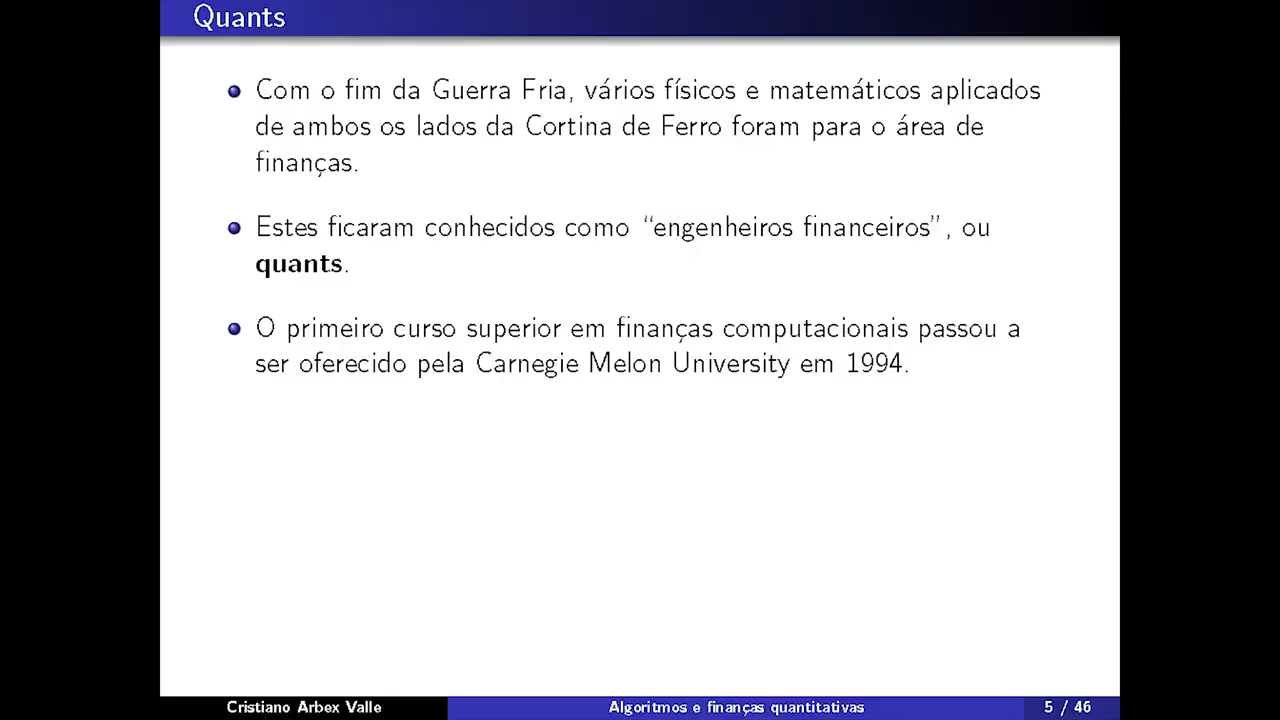 Quants
Com o fim da Guerra Fria, vários físicos e matemáticos aplicados
de ambos os lados da Cortina de Ferro foram para o área de
finanças.
Estes ficaram conhecidos como “engenheiros financeiros”, ou
quants.
O primeiro curso superior em finanças computacionais passou a
ser oferecido pela Carnegie Melon University em 1994.
Cristiano Arbex Valle
Algoritmos e finanças quantitativas
5 / 46